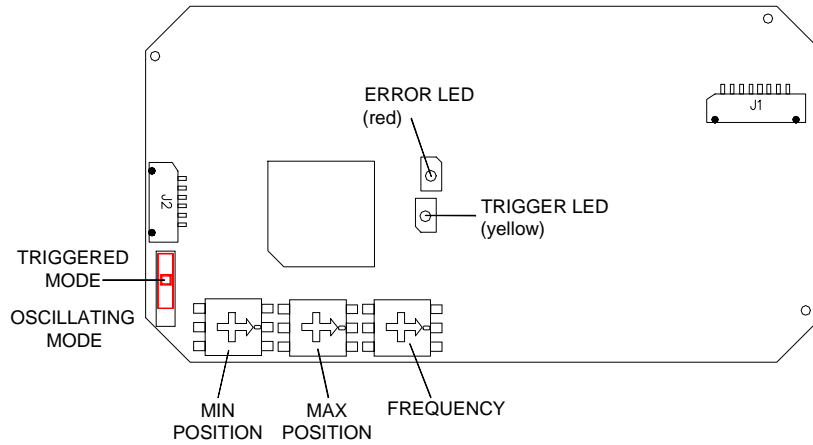 ERROR LED
(red)
J1
J2
TRIGGER LED
(yellow)
TRIGGERED
MODE
OSCILLATING
MODE
MIN
POSITION
MAX
POSITION
FREQUENCY